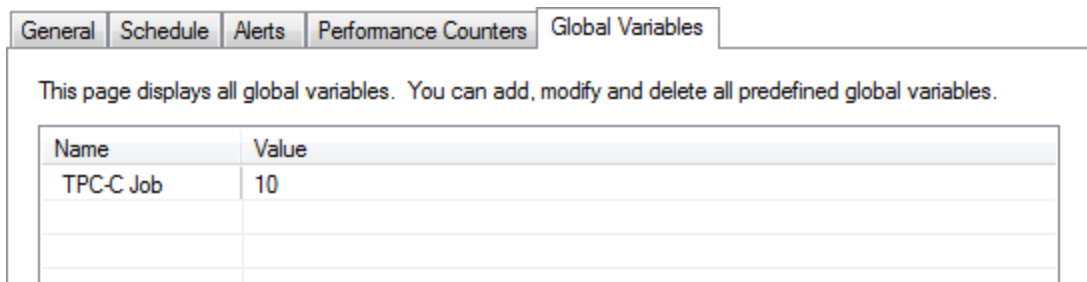 General Schedule Alerts Performance Counters Global Variables
This page displays all global variables. You can add, modify and delete all predefined global variables.
Name Value
TPC-C Job 10